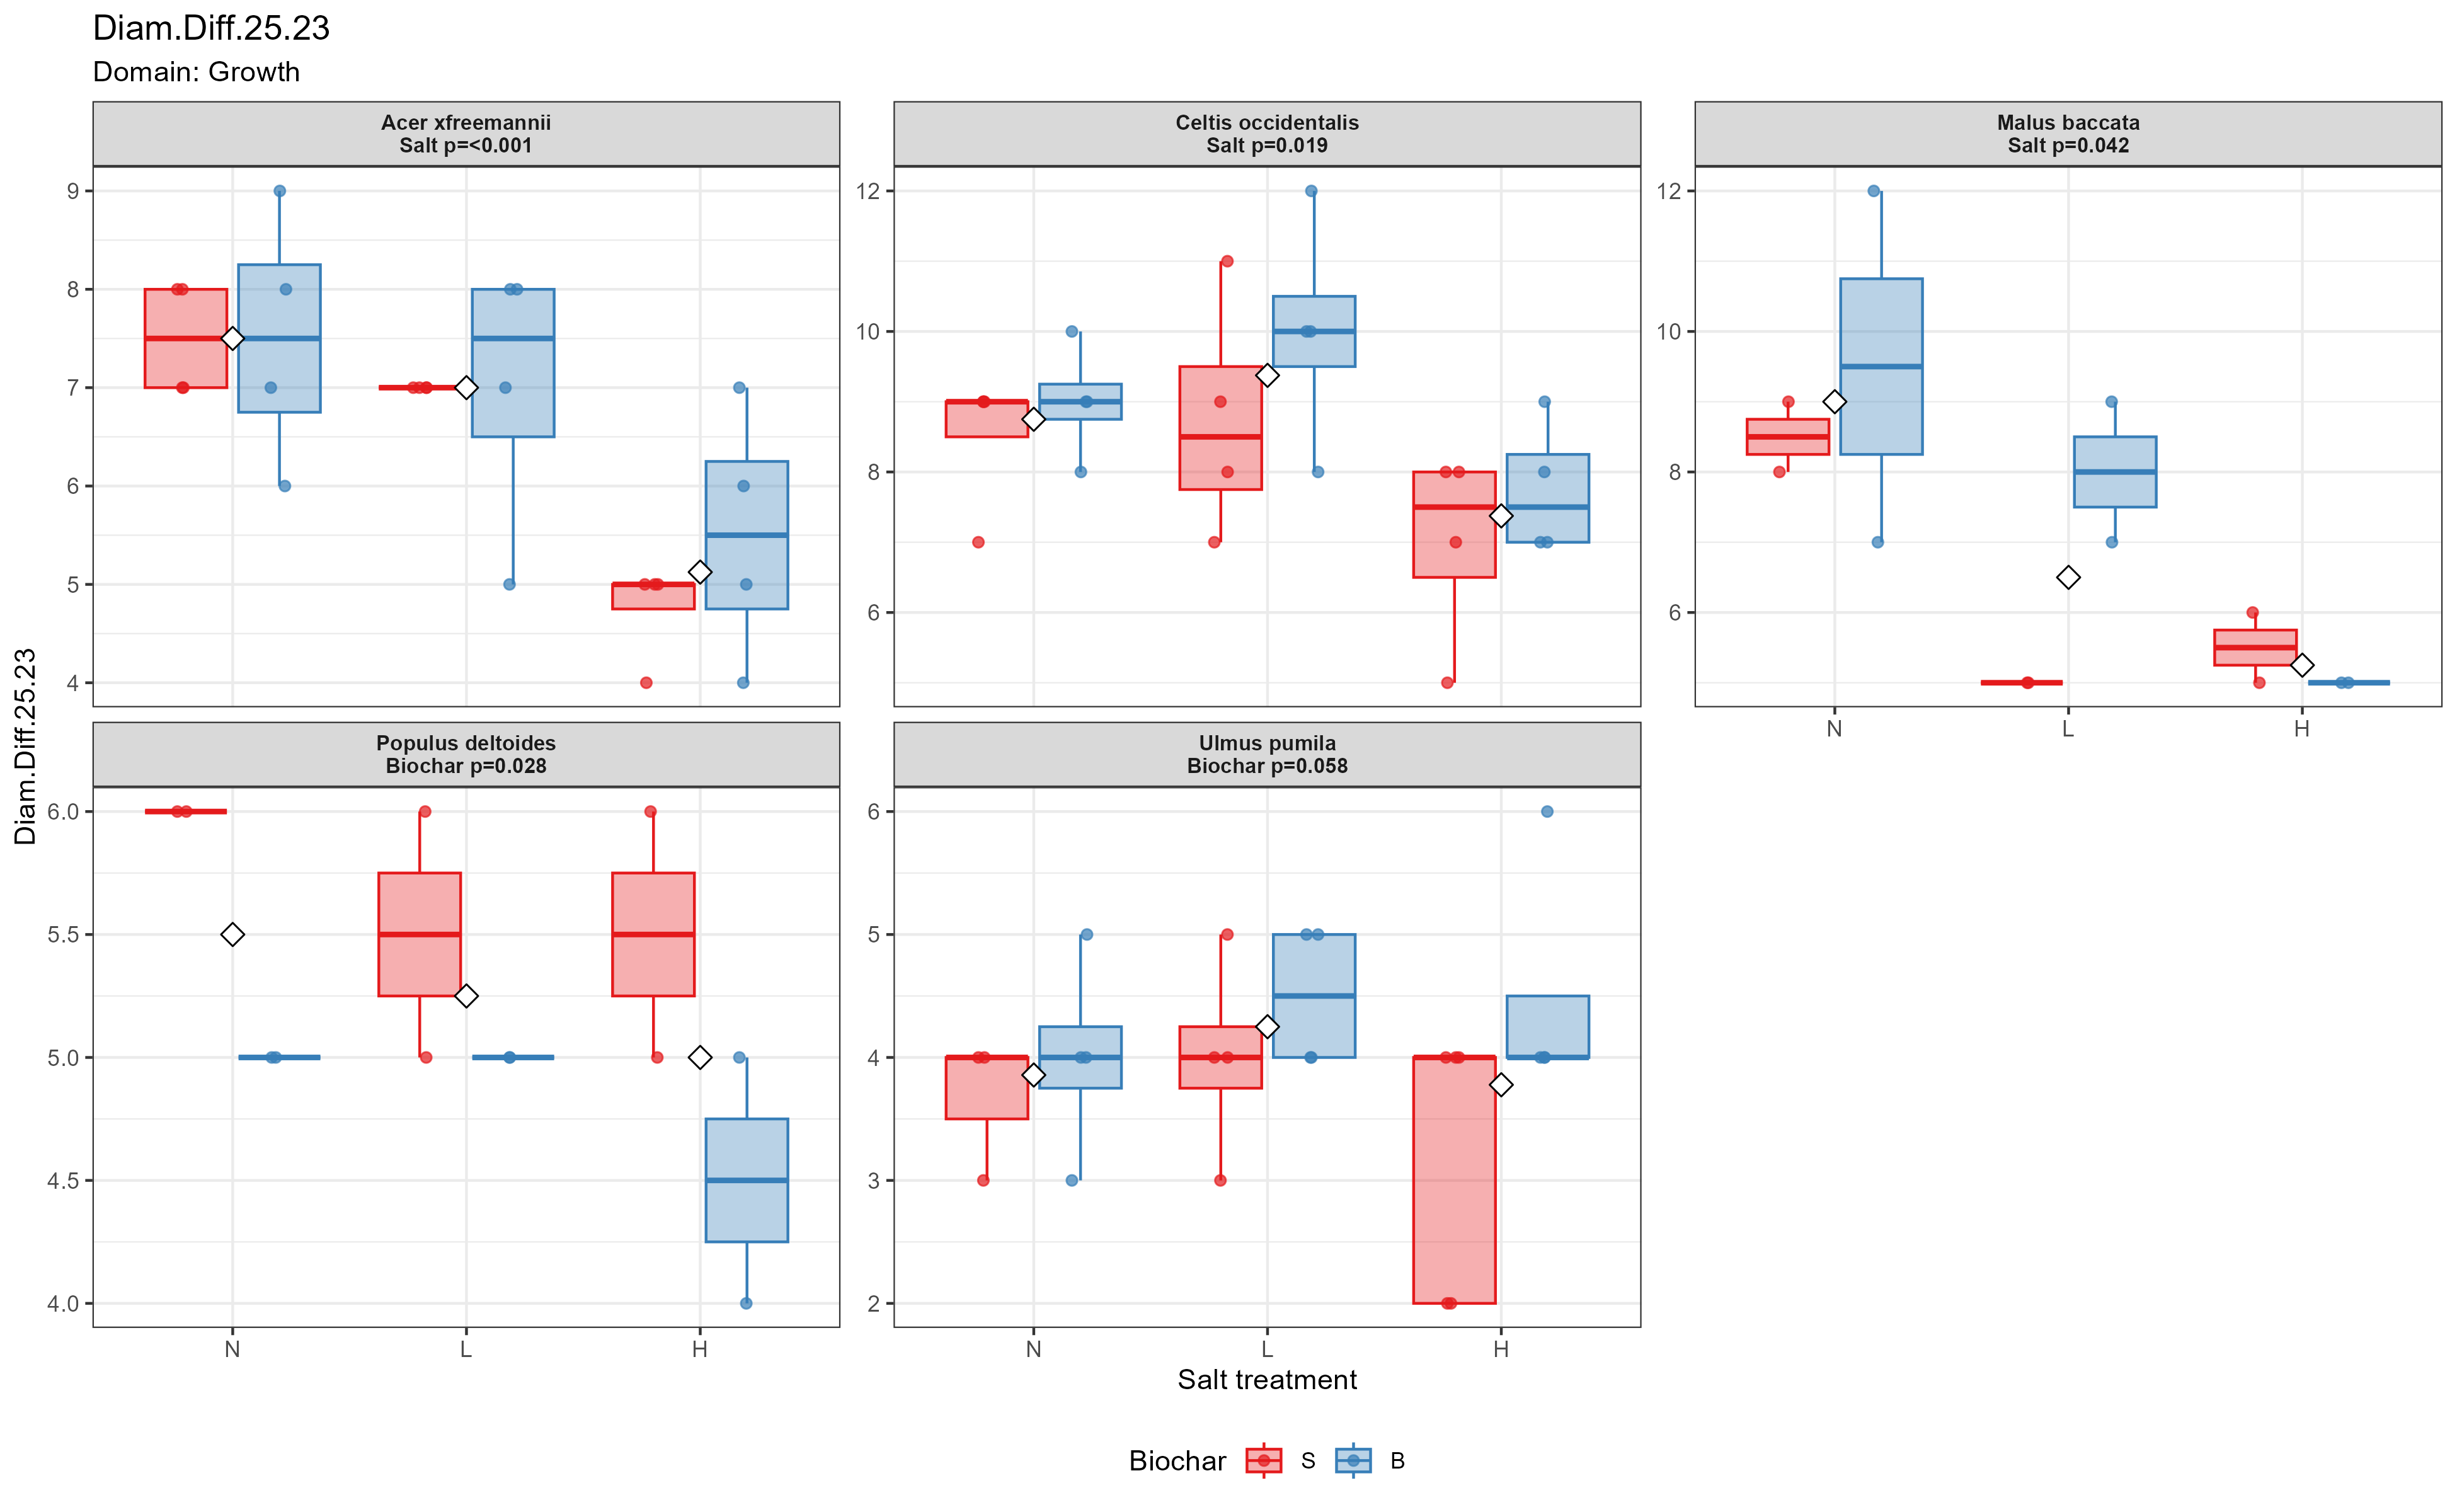 Diam.Diff.25.23
Domain: Growth
Acer xfreemannii
Salt p=<0.001
Celtis occidentalis
Salt p=0.019
Malus baccata
Salt p=0.042
9
8
7
6
5
4
12
10
8
6
12
10
8
6
N
L
H
Diam.Diff.25.23
Populus deltoides
Biochar p=0.028
Ulmus pumila
Biochar p=0.058
6.0
5.5
5.0
4.5
4.0
6
5
4
3
2
N
L
H
N
L
H
Salt treatment
Biochar S B